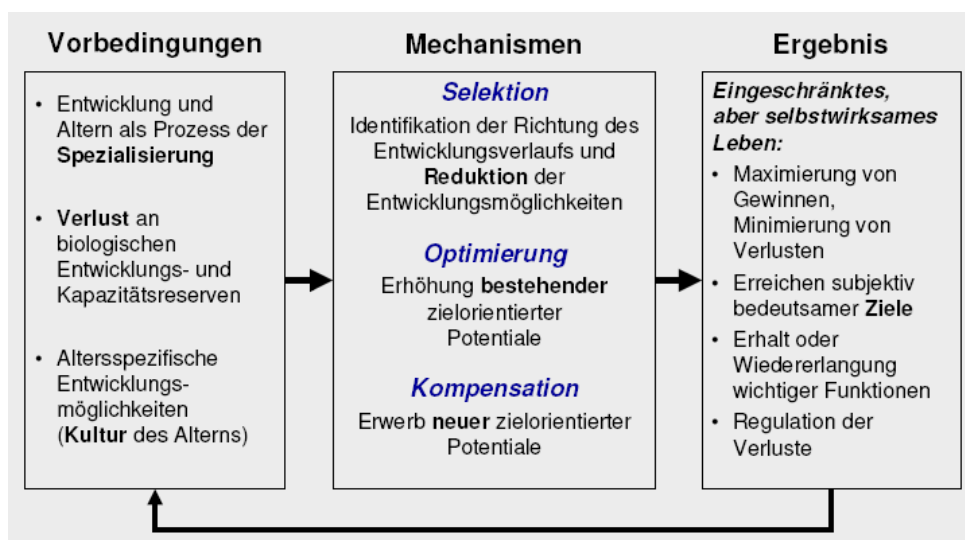 Vorbedingungen
• Entwicklung und
Altern als Prozess der
Spezialisierung
• Verlust an
biologischen
Entwicklungs- und
Kapazitätsreserven
• Altersspezifische
Entwicklungs-
möglichkeiten
(Kultur des Alterns)
Mechanismen
Selektion
Identifikation der Richtung des
Entwicklungsverlaufs und
Reduktion der
Entwicklungsmöglichkeiten
Optimierung
Erhöhung bestehender
zielorientierter
Potentiale
Kompensation
Erwerb neuer zielorientierter
Potentiale
Ergebnis
Eingeschränktes,
aber selbstwirksames
Leben:
• Maximierung von
Gewinnen,
Minimierung von
Verlusten
• Erreichen subjektiv
bedeutsamer Ziele
• Erhalt oder
Wiedererlangung
wichtiger Funktionen
• Regulation der
Verluste